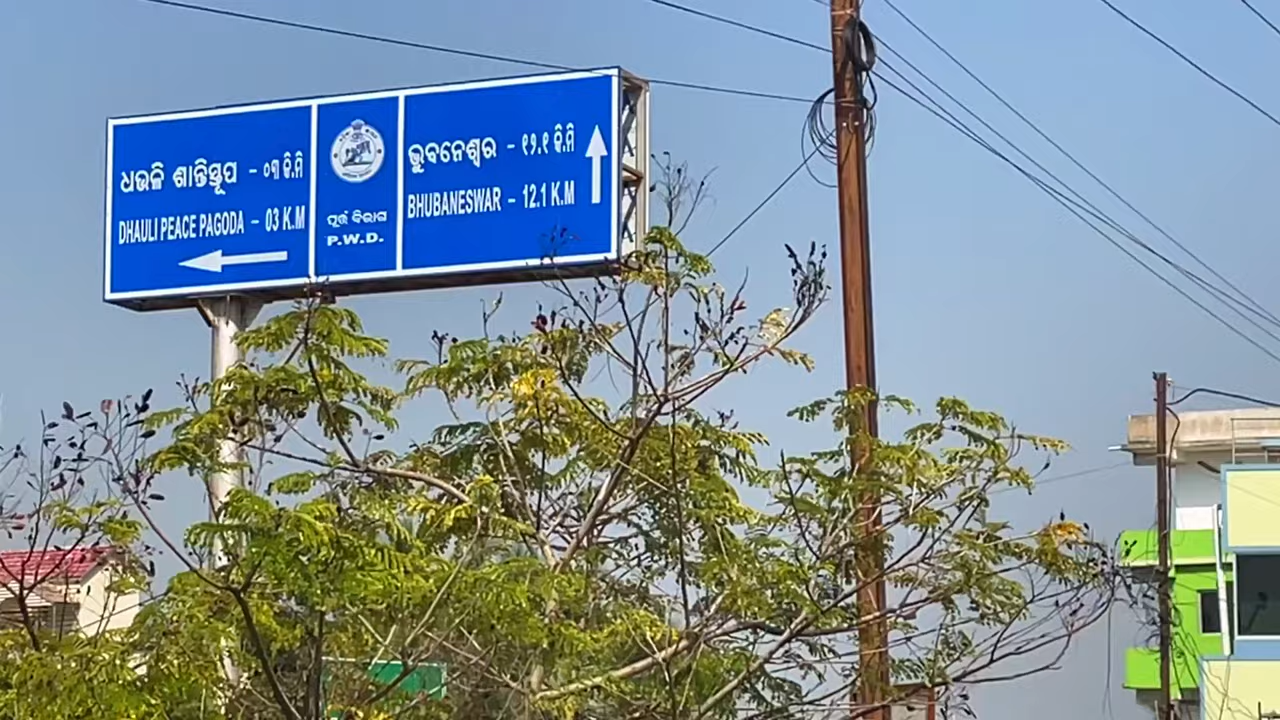 ଧଉଳି ଶାନ୍ତିସ୍ତୂପ - ୦୩ କି.ମି
DHAULI PEACE PAGODA - 03 K.M
ପୂର୍ତ୍ତ ବିଭାଗ
P.W.D.
ଭୁବନେଶ୍ୱର - ୧୨.୧ କି.ମି
BHUBANESWAR - 12.1 K.M